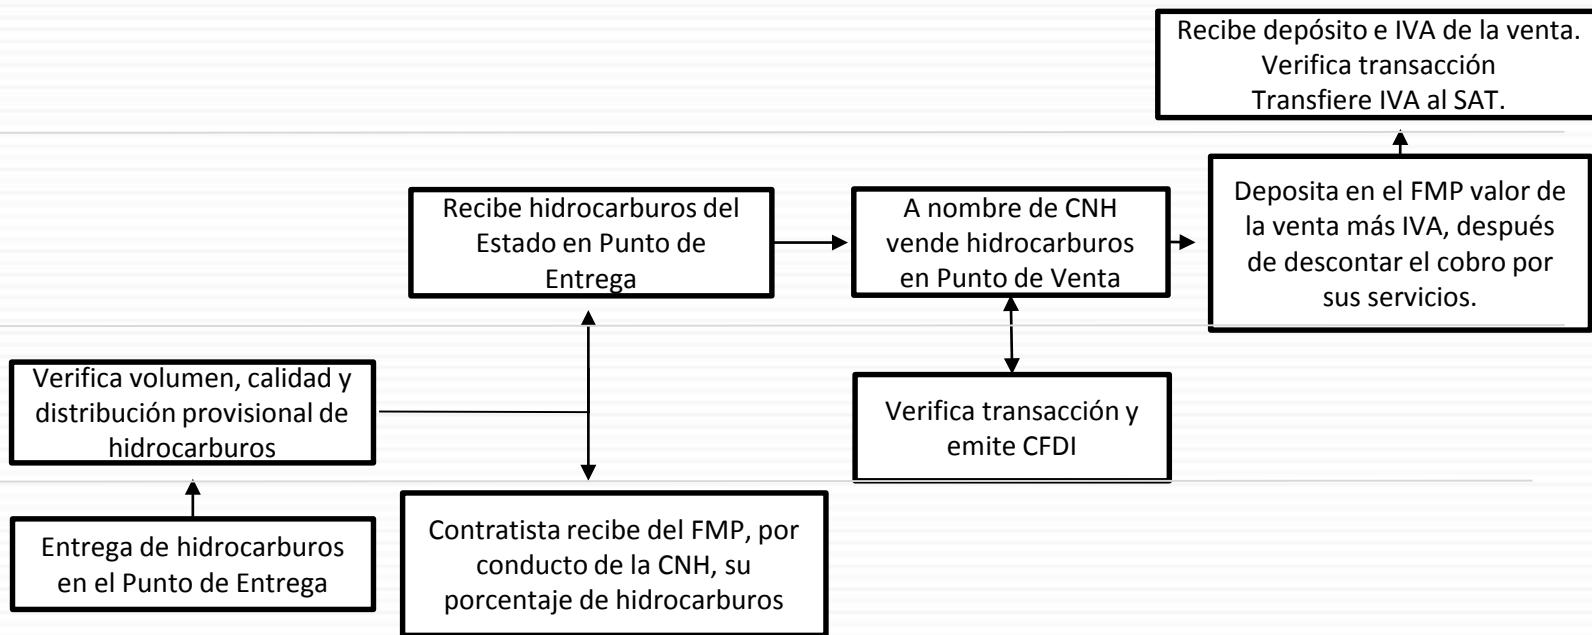 Recibe depósito e IVA de la venta.
Verifica transacción
Transfiere IVA al SAT.
Recibe hidrocarburos del
Estado en Punto de
Entrega
A nombre de CNH
vende hidrocarburos
en Punto de Venta
Deposita en el FMP valor de
la venta más IVA, después
de descontar el cobro por
sus servicios.
Verifica volumen, calidad y
distribución provisional de
hidrocarburos
Verifica transacción y
emite CFDI
Entrega de hidrocarburos
en el Punto de Entrega
Contratista recibe del FMP, por
conducto de la CNH, su
porcentaje de hidrocarburos